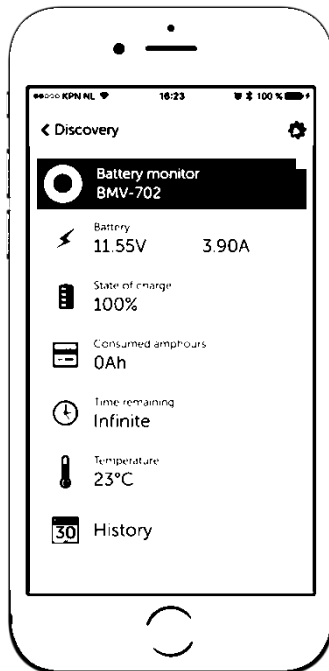 KPN NL 16:23 100 %
Discovery
Battery monitor
BMV-702
Battery
11.55V 3.90A
State of charge
100%
Consumed amphours
0Ah
Time remaining
Infinite
Temperature
23°C
30 History